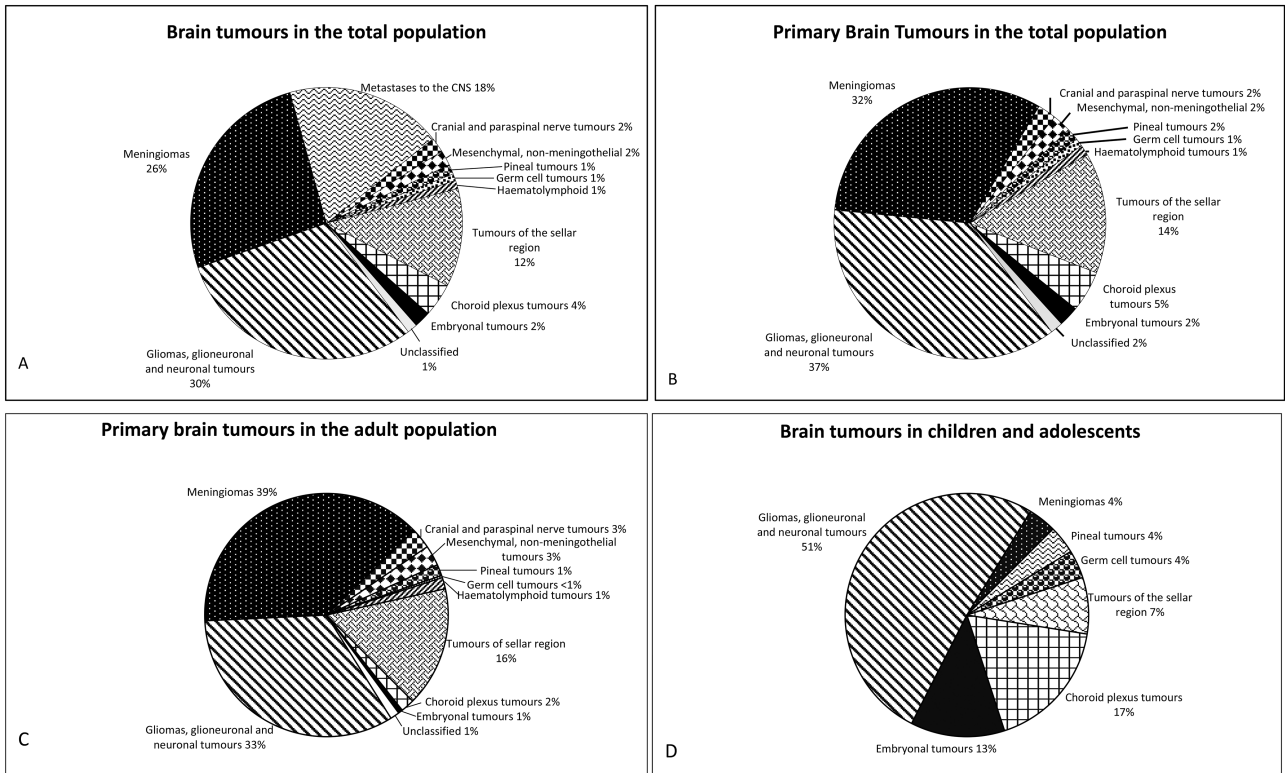 Brain tumours in the total population
Metastases to the CNS 18%
Cranial and paraspinal nerve tumours 2%
Mesenchymal, non-meningothelial 2%
Pineal tumours 1%
Germ cell tumours 1%
Haematolymphoid 1%
Tumours of the sellar
region
12%
Choroid plexus tumours 4%
Embryonal tumours 2%
Unclassified
1%
Gliomas, glioneuronal
and neuronal tumours
30%
Meningiomas
26%
A
Primary Brain Tumours in the total population
Meningiomas
32%
Cranial and paraspinal nerve tumours 2%
Mesenchymal, non-meningothelial 2%
Pineal tumours 2%
Germ cell tumours 1%
Haematolymphoid tumours 1%
Tumours of the sellar
region
14%
Choroid plexus
tumours 5%
Embryonal tumours 2%
Unclassified 2%
Gliomas, glioneuronal
and neuronal tumours
37%
B
Primary brain tumours in the adult population
Meningiomas 39%
Cranial and paraspinal nerve tumours 3%
Mesenchymal, non-meningothelial
tumours 3%
Pineal tumours 1%
Germ cell tumours <1%
Haematolymphoid tumours 1%
Tumours of sellar region
16%
Choroid plexus tumours 2%
Embryonal tumours 1%
Unclassified 1%
Gliomas, glioneuronal and
neuronal tumours 33%
C
Brain tumours in children and adolescents
Meningiomas 4%
Pineal tumours 4%
Germ cell tumours 4%
Tumours of the sellar
region 7%
Choroid plexus tumours
17%
Embryonal tumours 13%
Gliomas, glioneuronal
and neuronal tumours
51%
D